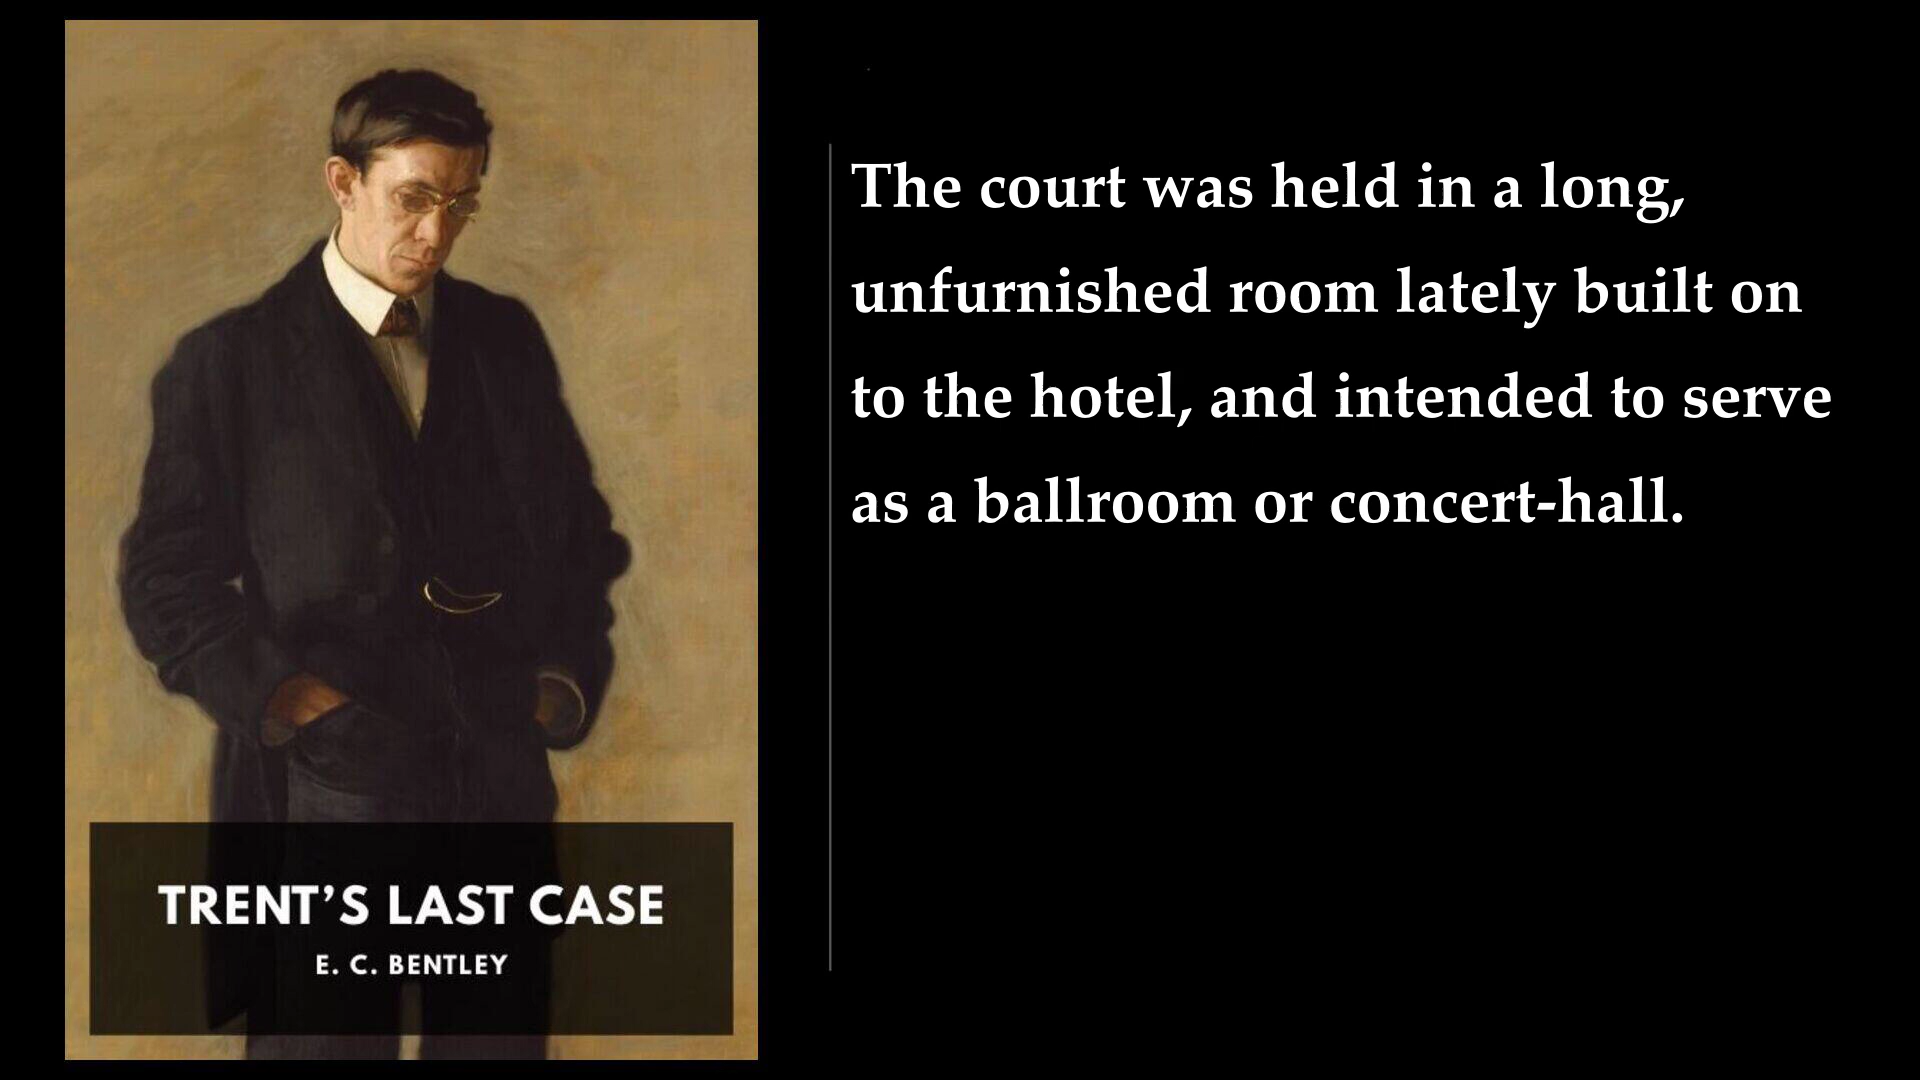 The court was held in a long,
unfurnished room lately built on
to the hotel, and intended to serve
as a ballroom or concert-hall.
TRENT’S LAST CASE
E. C. BENTLEY